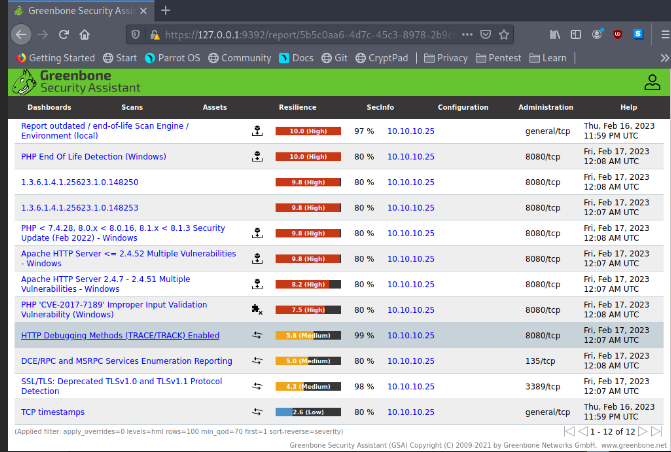 Greenbone Security Assistant
https://127.0.0.1:9392/report/5b5c0aa6-4d7c-45c3-8978-2b9c
Getting Started Start Parrot OS Community Docs Git CryptPad Privacy Pentest Learn
Greenbone
Security Assistant
Dashboards Scans Assets Resilience SecInfo Configuration Administration Help
Report outdated / end-of-life Scan Engine / Environment (local) 10.0 (High) 97 % 10.10.10.25 general/tcp Thu, Feb 16, 2023 11:59 PM UTC
PHP End Of Life Detection (Windows) 10.0 (High) 80 % 10.10.10.25 8080/tcp Fri, Feb 17, 2023 12:08 AM UTC
1.3.6.1.4.1.25623.1.0.148250 9.8 (High) 80 % 10.10.10.25 8080/tcp Fri, Feb 17, 2023 12:08 AM UTC
1.3.6.1.4.1.25623.1.0.148253 9.8 (High) 80 % 10.10.10.25 8080/tcp Fri, Feb 17, 2023 12:07 AM UTC
PHP < 7.4.28, 8.0.x < 8.0.16, 8.1.x < 8.1.3 Security Update (Feb 2022) - Windows 9.8 (High) 80 % 10.10.10.25 8080/tcp Fri, Feb 17, 2023 12:08 AM UTC
Apache HTTP Server <= 2.4.52 Multiple Vulnerabilities - Windows 9.8 (High) 80 % 10.10.10.25 8080/tcp Fri, Feb 17, 2023 12:07 AM UTC
Apache HTTP Server 2.4.7 - 2.4.51 Multiple Vulnerabilities - Windows 8.2 (High) 80 % 10.10.10.25 8080/tcp Fri, Feb 17, 2023 12:07 AM UTC
PHP 'CVE-2017-7189' Improper Input Validation Vulnerability (Windows) 7.5 (High) 80 % 10.10.10.25 8080/tcp Fri, Feb 17, 2023 12:08 AM UTC
HTTP Debugging Methods (TRACE/TRACK) Enabled 5.8 (Medium) 99 % 10.10.10.25 8080/tcp Fri, Feb 17, 2023 12:07 AM UTC
DCE/RPC and MSRPC Services Enumeration Reporting 5.0 (Medium) 80 % 10.10.10.25 135/tcp Fri, Feb 17, 2023 12:07 AM UTC
SSL/TLS: Deprecated TLSv1.0 and TLSv1.1 Protocol Detection 4.3 (Medium) 98 % 10.10.10.25 3389/tcp Fri, Feb 17, 2023 12:07 AM UTC
TCP timestamps 2.6 (Low) 80 % 10.10.10.25 general/tcp Thu, Feb 16, 2023 11:59 PM UTC
(Applied filter: apply_overrides=0 levels=hml rows=100 min_qod=70 first=1 sort-reverse=severity) 1 - 12 of 12
Greenbone Security Assistant (GSA) Copyright (C) 2009-2021 by Greenbone Networks GmbH, www.greenbone.net